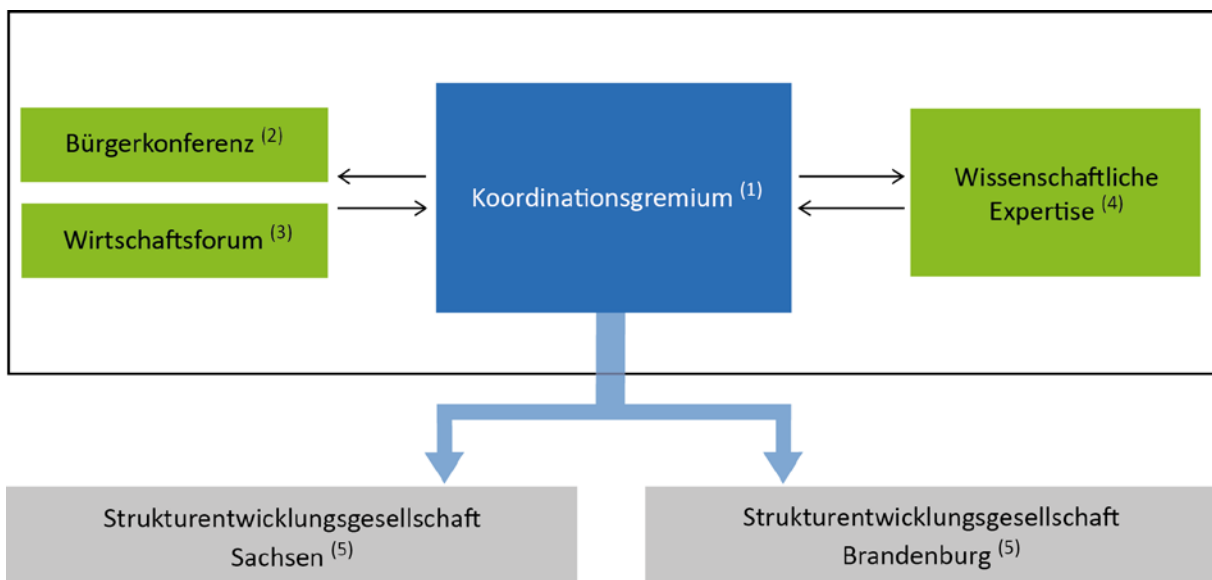 Bürgerkonferenz (2)
Wirtschaftsforum (3)
Koordinationsgremium (1)
Wissenschaftliche
Expertise (4)
Strukturentwicklungsgesellschaft
Sachsen (5)
Strukturentwicklungsgesellschaft
Brandenburg (5)